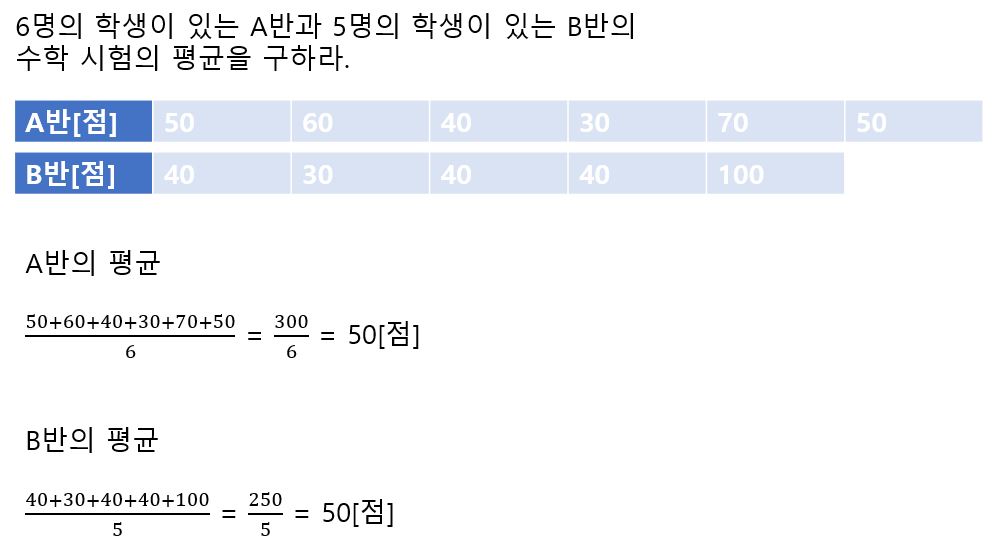 6명의 학생이 있는 A반과 5명의 학생이 있는 B반의
수학 시험의 평균을 구하라.
A반[점] 50 60 40 30 70 50
B반[점] 40 30 40 40 100
A반의 평균
50+60+40+30+70+50/6 = 300/6 = 50[점]
B반의 평균
40+30+40+40+100/5 = 250/5 = 50[점]